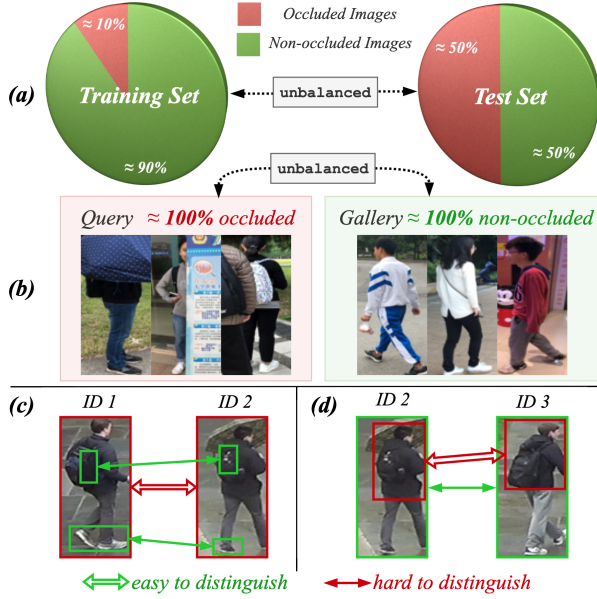 (a)
≈ 10%
Training Set
≈ 90%
Occluded Images
Non-occluded Images
unbalanced
≈ 50%
Test Set
≈ 50%
unbalanced
(b)
Query ≈ 100% occluded
Gallery ≈ 100% non-occluded
(c)
ID 1
ID 2
(d)
ID 2
ID 3
easy to distinguish
hard to distinguish